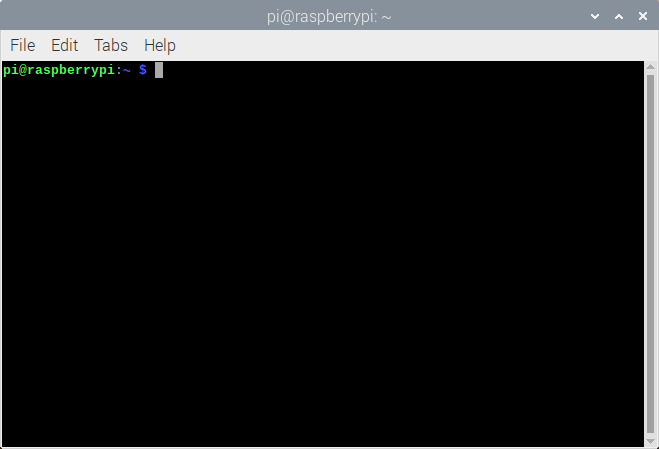 pi@raspberrypi: ~
File Edit Tabs Help
pi@raspberrypi:~ $